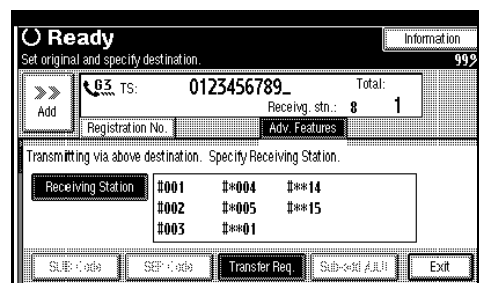 Ready
Information
Set original and specify destination.
99%
Add
G3 TS: 0123456789_ Total:
Receivg. stn.: 8 1
Registration No. Adv. Features
Transmitting via above destination. Specify Receiving Station.
Receiving Station #001 #*004 #**14
#002 #*005 #**15
#003 #**01
SUB Code SEP Code Transfer Req. Exit